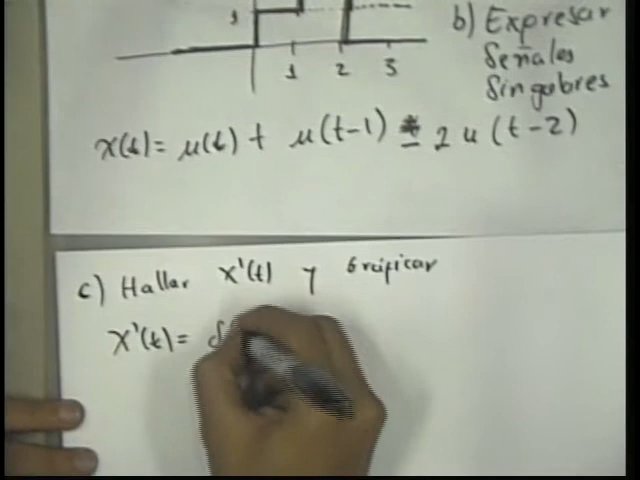 1
1 2 3
b) Expresar
Señales
Singulares
x(t) = u(t) + u(t-1) - 2u(t-2)
c) Hallar x'(t) y Graficar
x'(t) = δ